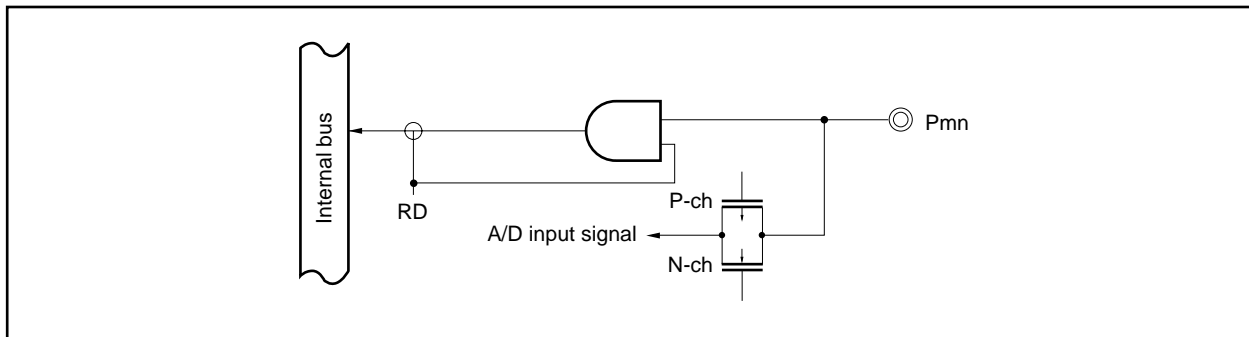 Internal bus
Pmn
RD
P-ch
A/D input signal
N-ch